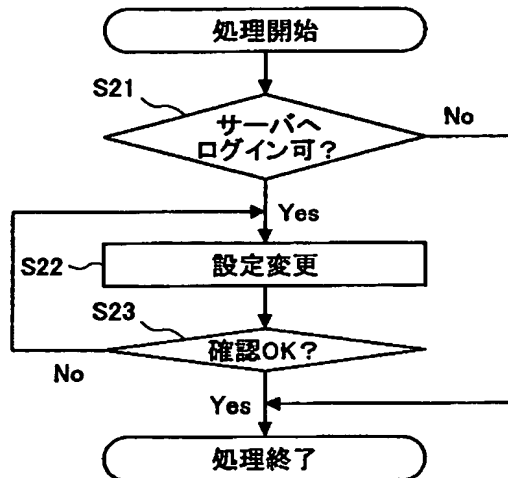 処理開始
S21
サーバへ
ログイン可？
No
Yes
S22
設定変更
S23
確認OK？
No
Yes
処理終了